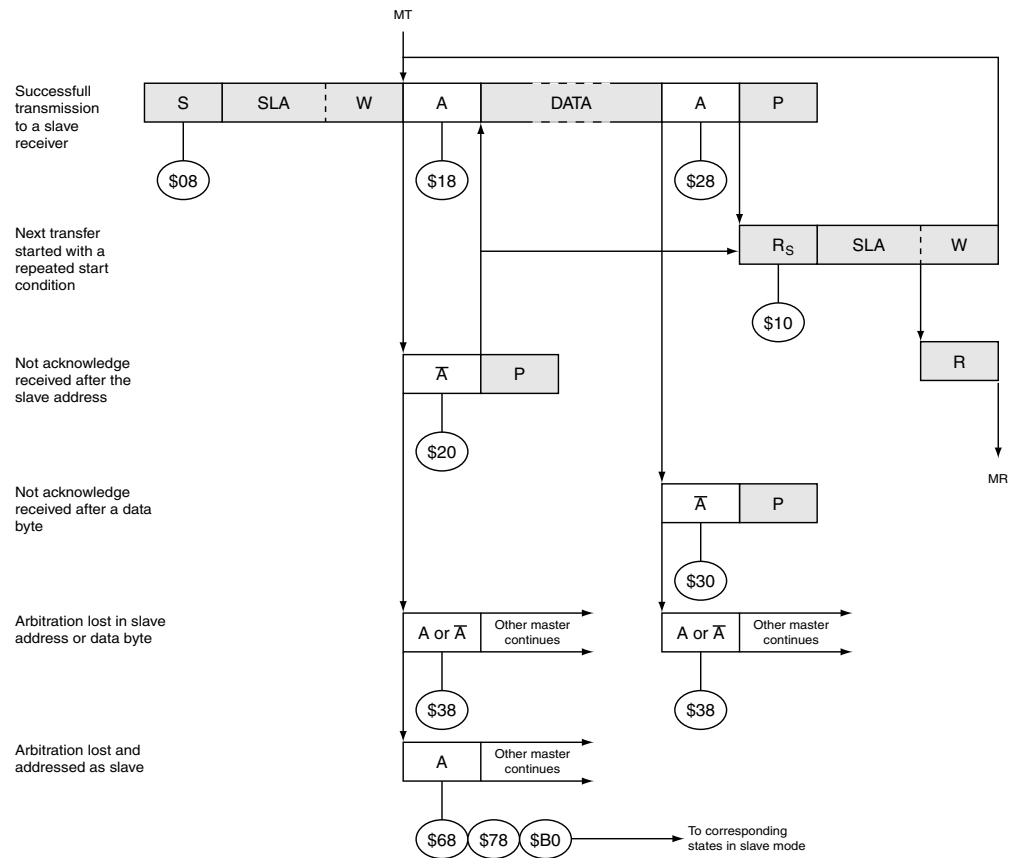 MT
Successfull
transmission
to a slave
receiver
S SLA W A DATA A P
$08 $18 $28
Next transfer
started with a
repeated start
condition
RS SLA W
$10
Not acknowledge
received after the
slave address
A̅ P R
$20
MR
Not acknowledge
received after a data
byte
A̅ P
$30
Arbitration lost in slave
address or data byte
A or A̅ Other master
continues
A or A̅ Other master
continues
$38 $38
Arbitration lost and
addressed as slave
A Other master
continues
$68 $78 $B0 To corresponding
states in slave mode